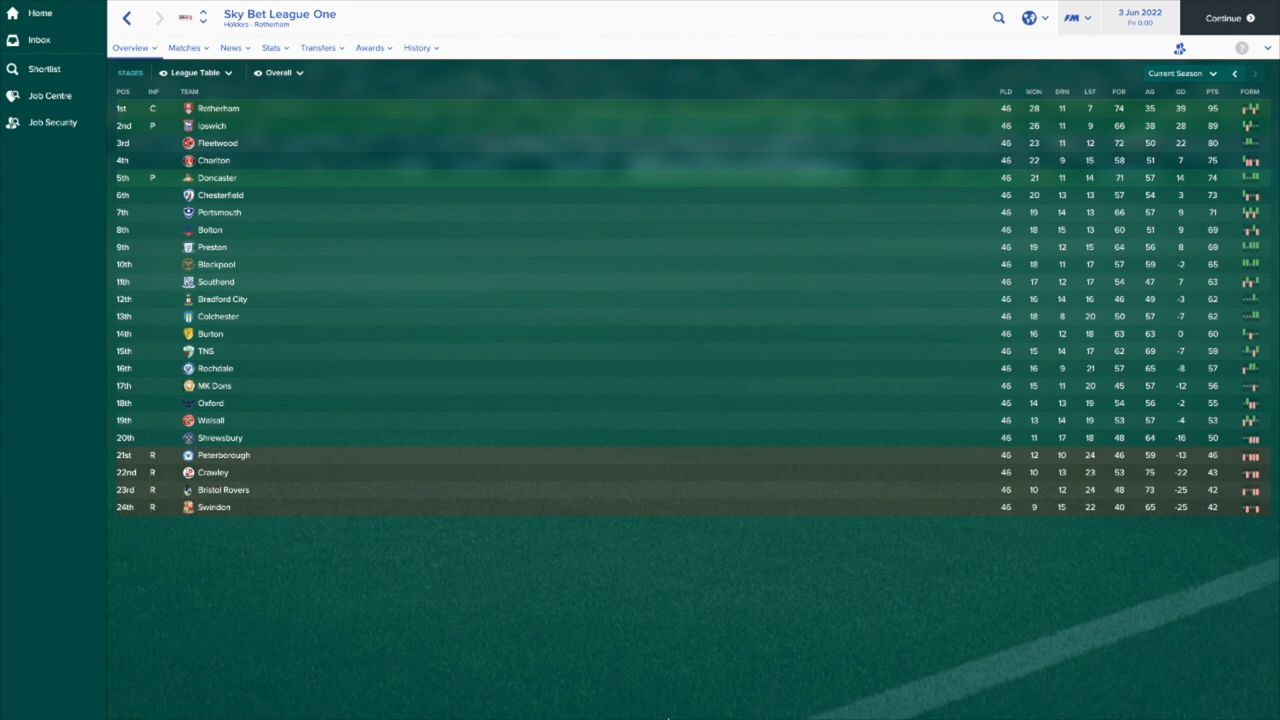 Home
Inbox
Shortlist
Job Centre
Job Security
Sky Bet League One
Holders - Rotherham
FM
3 Jun 2022
Fri 0:00
Continue
Overview Matches News Stats Transfers Awards History
STAGES League Table Overall Current Season
POS INF TEAM PLD WON DRN LST FOR AG GD PTS FORM
1st C Rotherham 46 28 11 7 74 35 39 95
2nd P Ipswich 46 26 11 9 66 38 28 89
3rd Fleetwood 46 23 11 12 72 50 22 80
4th Charlton 46 22 9 15 58 51 7 75
5th P Doncaster 46 21 11 14 71 57 14 74
6th Chesterfield 46 20 13 13 57 54 3 73
7th Portsmouth 46 19 14 13 66 57 9 71
8th Bolton 46 18 15 13 60 51 9 69
9th Preston 46 19 12 15 64 56 8 69
10th Blackpool 46 18 11 17 57 59 -2 65
11th Southend 46 17 12 17 54 47 7 63
12th Bradford City 46 16 14 16 46 49 -3 62
13th Colchester 46 18 8 20 50 57 -7 62
14th Burton 46 16 12 18 63 63 0 60
15th TNS 46 15 14 17 62 69 -7 59
16th Rochdale 46 16 9 21 57 65 -8 57
17th MK Dons 46 15 11 20 45 57 -12 56
18th Oxford 46 14 13 19 54 56 -2 55
19th Walsall 46 13 14 19 53 57 -4 53
20th Shrewsbury 46 11 17 18 48 64 -16 50
21st R Peterborough 46 12 10 24 46 59 -13 46
22nd R Crawley 46 10 13 23 53 75 -22 43
23rd R Bristol Rovers 46 10 12 24 48 73 -25 42
24th R Swindon 46 9 15 22 40 65 -25 42